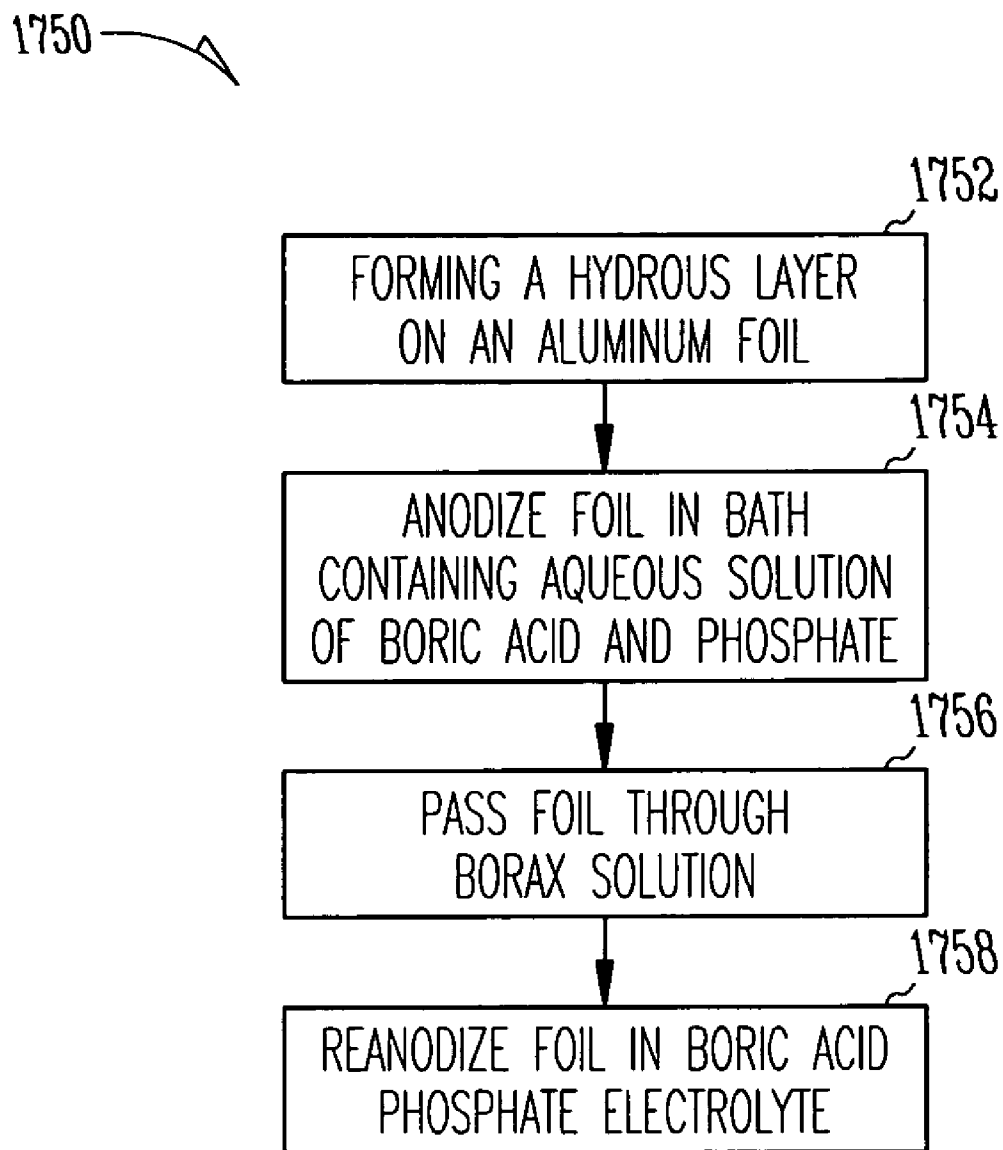 1750
1752
FORMING A HYDROUS LAYER
ON AN ALUMINUM FOIL
1754
ANODIZE FOIL IN BATH
CONTAINING AQUEOUS SOLUTION
OF BORIC ACID AND PHOSPHATE
1756
PASS FOIL THROUGH
BORAX SOLUTION
1758
REANODIZE FOIL IN BORIC ACID
PHOSPHATE ELECTROLYTE